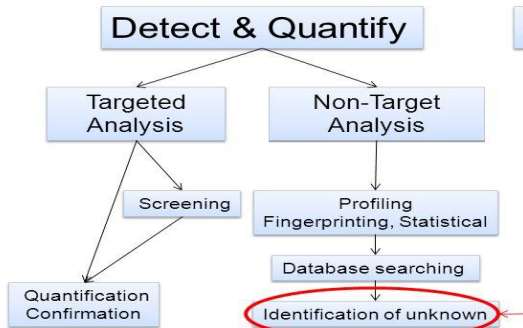 Detect & Quantify
Targeted
Analysis
Non-Target
Analysis
Screening
Profiling
Fingerprinting, Statistical
Database searching
Quantification
Confirmation
Identification of unknown